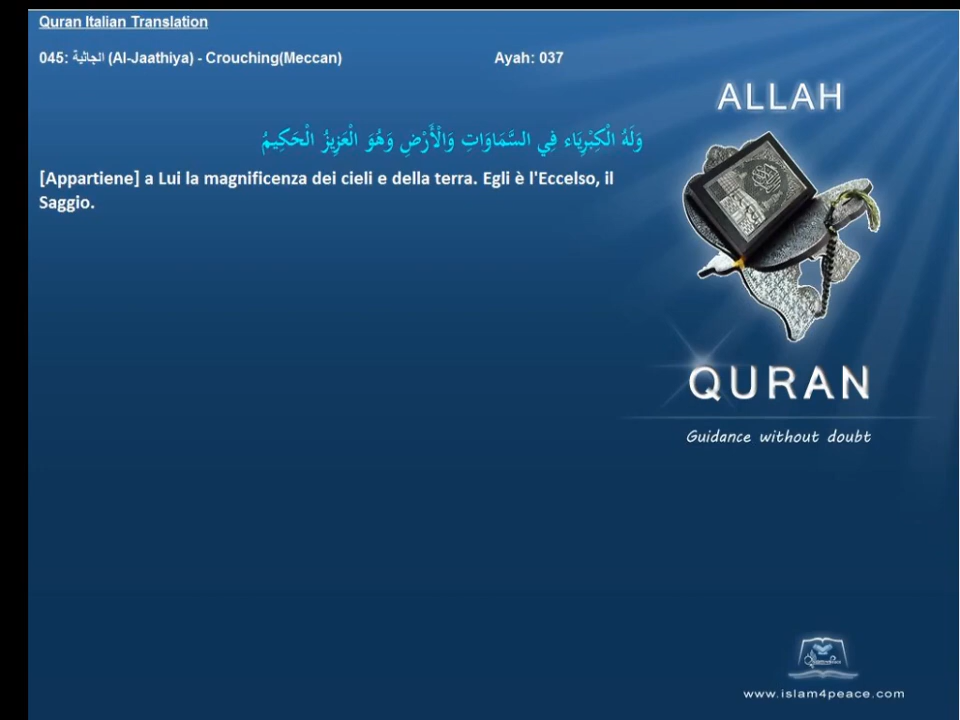 Quran Italian Translation
045: الجاثية (Al-Jaathiya) - Crouching(Meccan) Ayah: 037
ALLAH
وَلَهُ الْكِبْرِيَاء فِي السَّمَاوَاتِ وَالْأَرْضِ وَهُوَ الْعَزِيزُ الْحَكِيمُ
[Appartiene] a Lui la magnificenza dei cieli e della terra. Egli è l'Eccelso, il
Saggio.
QURAN
Guidance without doubt
www.islam4peace.com